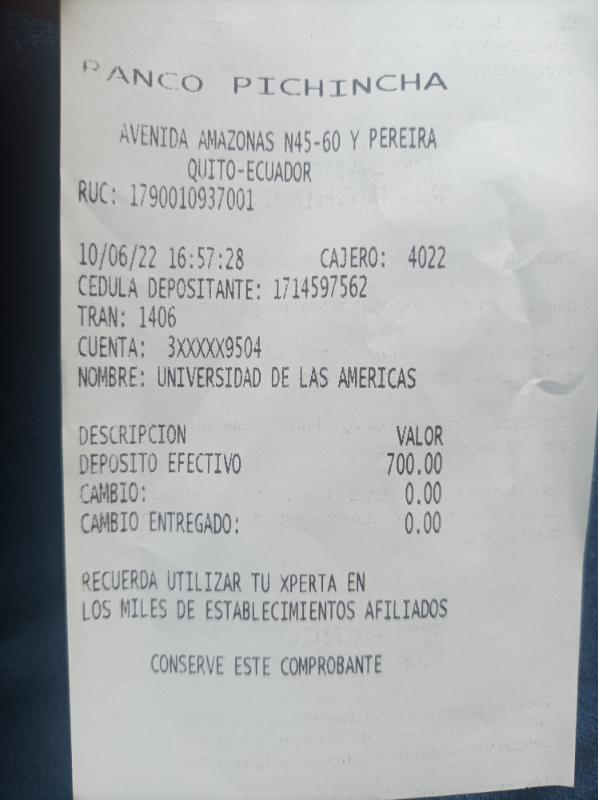 BANCO PICHINCHA
AVENIDA AMAZONAS N45-60 Y PEREIRA
QUITO-ECUADOR
RUC: 1790010937001
10/06/22 16:57:28 CAJERO: 4022
CEDULA DEPOSITANTE: 1714597562
TRAN: 1406
CUENTA: 3XXXXX9504
NOMBRE: UNIVERSIDAD DE LAS AMERICAS
DESCRIPCION VALOR
DEPOSITO EFECTIVO 700.00
CAMBIO: 0.00
CAMBIO ENTREGADO: 0.00
RECUERDA UTILIZAR TU XPERTA EN
LOS MILES DE ESTABLECIMIENTOS AFILIADOS
CONSERVE ESTE COMPROBANTE